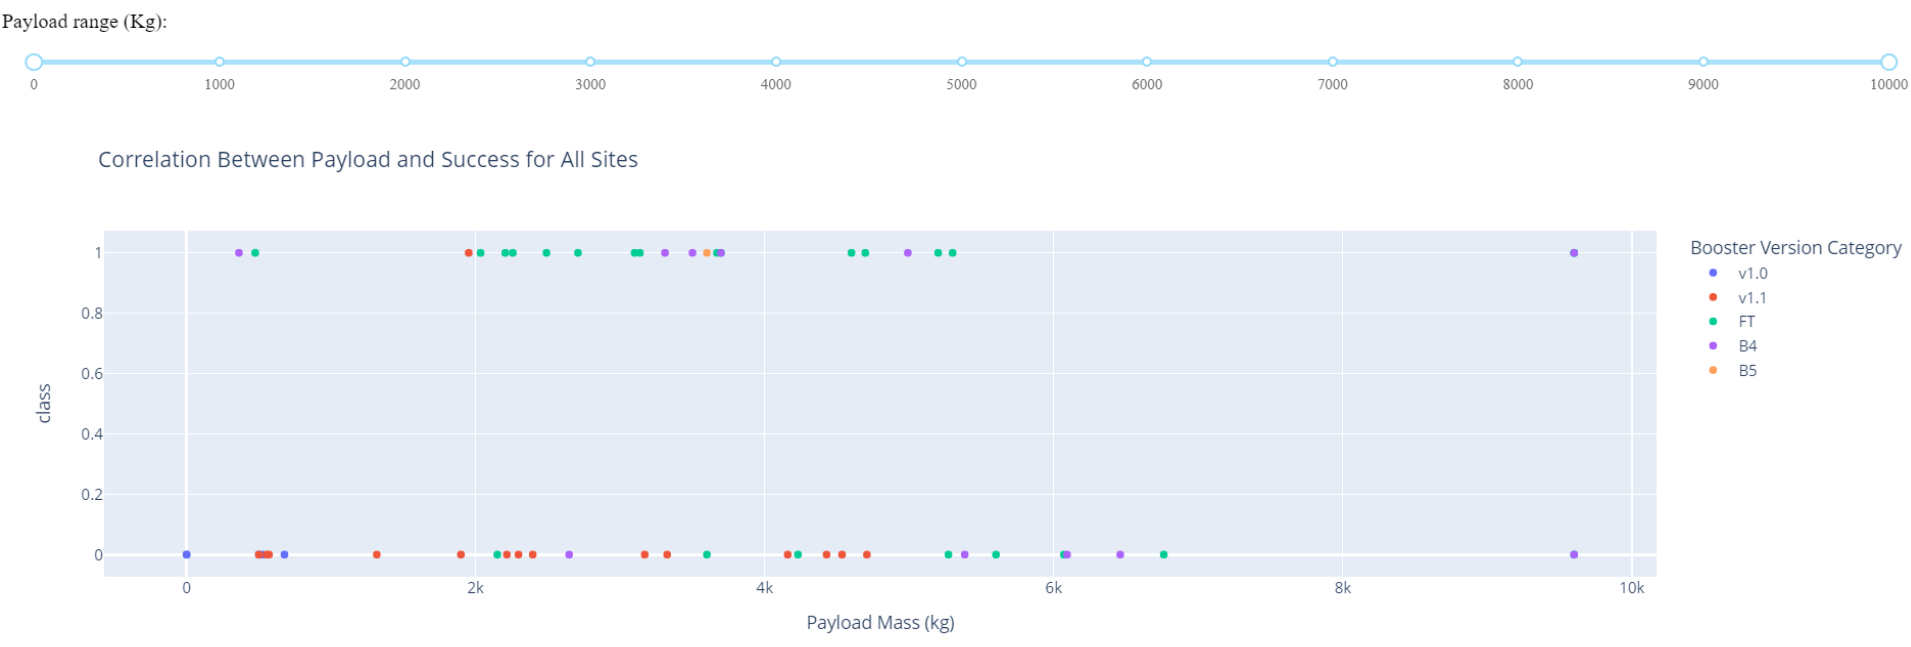 Payload range (Kg):
0 1000 2000 3000 4000 5000 6000 7000 8000 9000 10000
Correlation Between Payload and Success for All Sites
1
0.8
0.6
0.4
0.2
0
class
0 2k 4k 6k 8k 10k
Payload Mass (kg)
Booster Version Category
v1.0
v1.1
FT
B4
B5